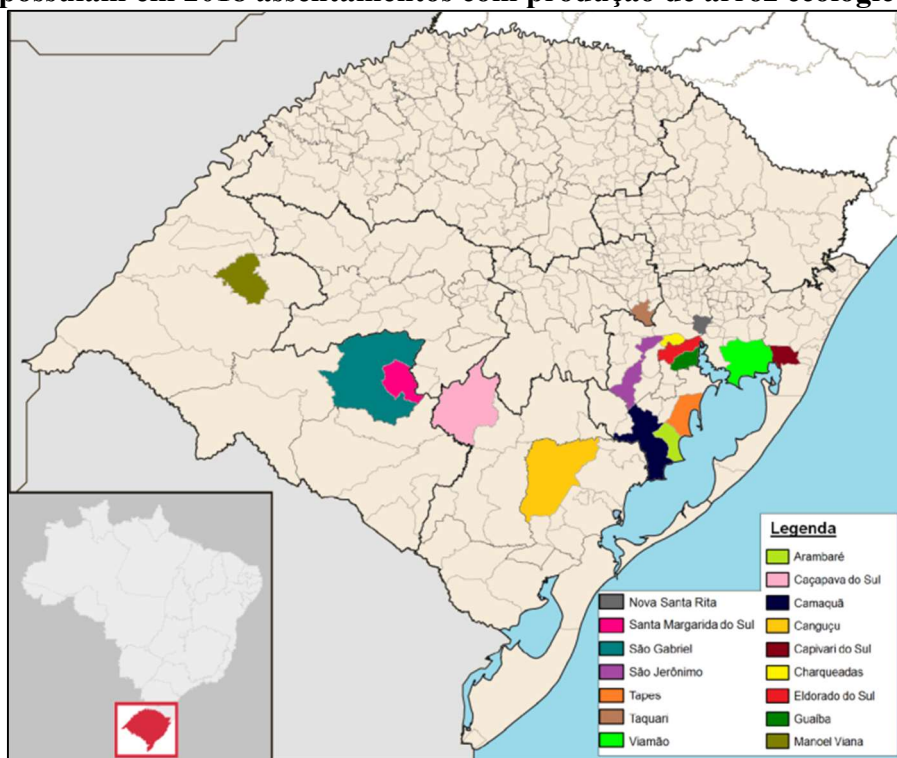 possuíam em 2018 assentamentos com produção de arroz ecológic
Legenda
Arambaré
Caçapava do Sul
Nova Santa Rita
Camaquã
Santa Margarida do Sul
Canguçu
São Gabriel
Capivari do Sul
São Jerônimo
Charqueadas
Tapes
Eldorado do Sul
Taquari
Guaíba
Viamão
Manoel Viana